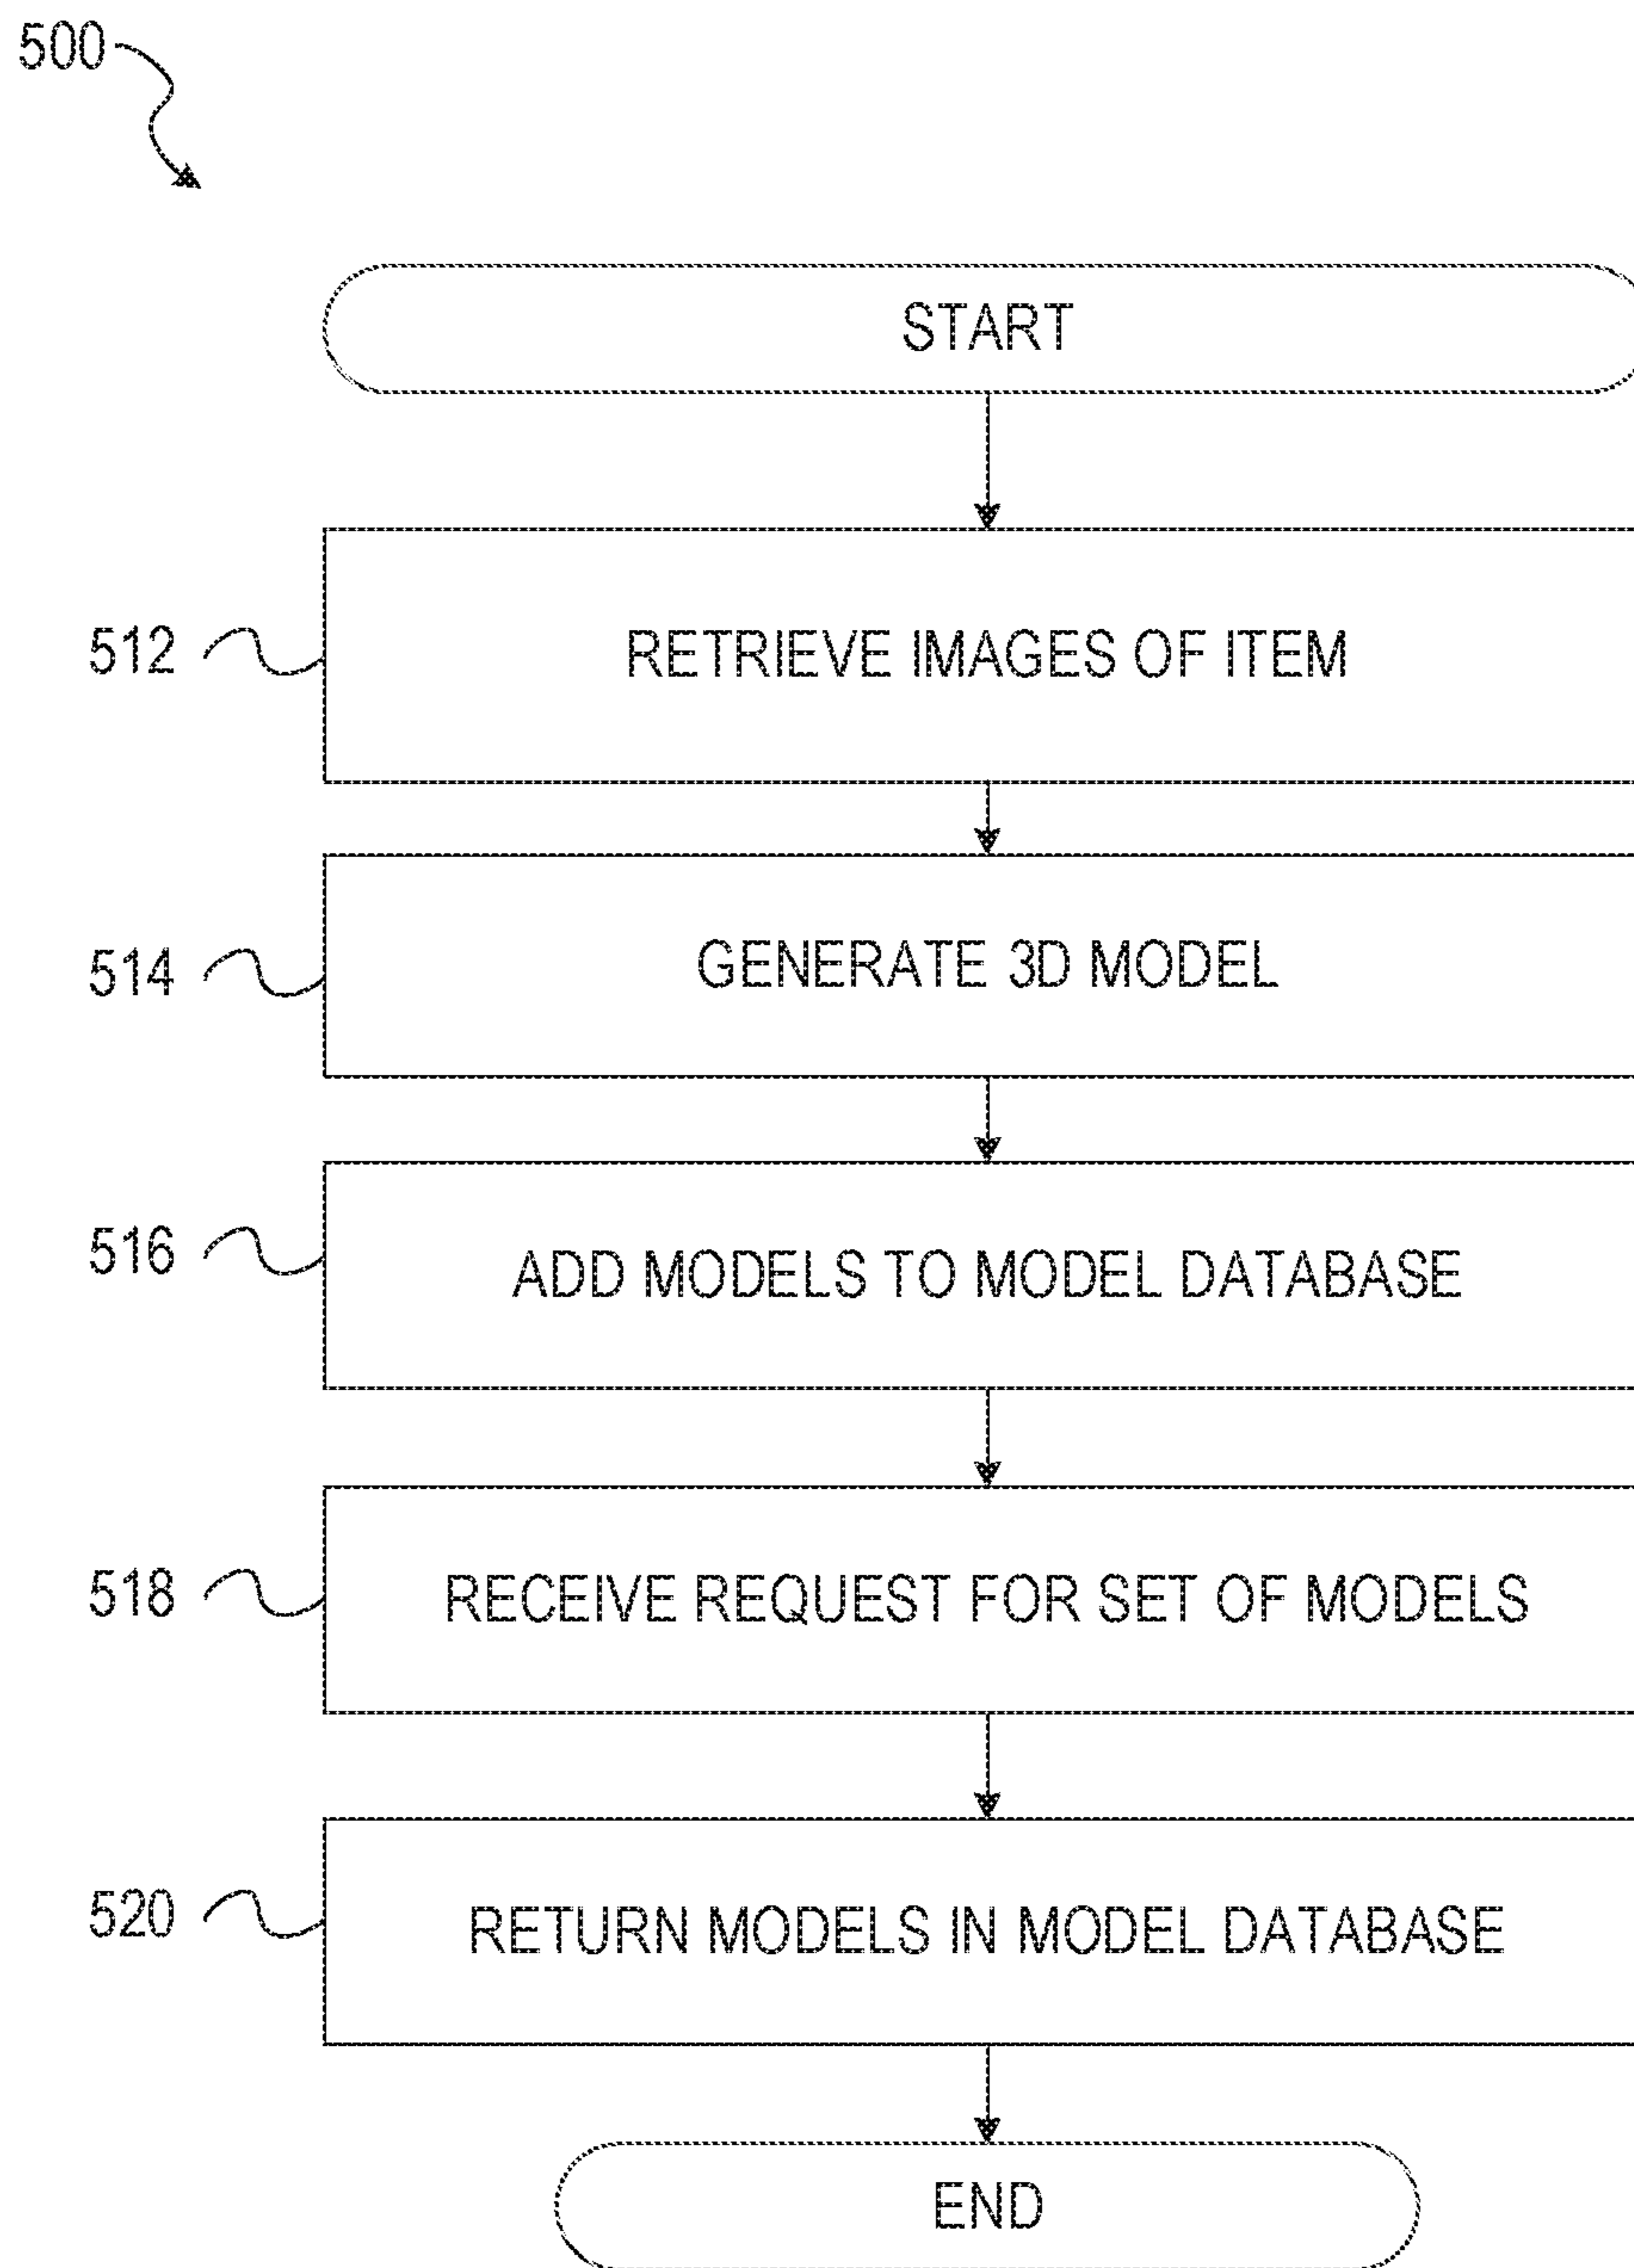 500
START
512
RETRIEVE IMAGES OF ITEM
514
GENERATE 3D MODEL
516
ADD MODELS TO MODEL DATABASE
518
RECEIVE REQUEST FOR SET OF MODELS
520
RETURN MODELS IN MODEL DATABASE
END